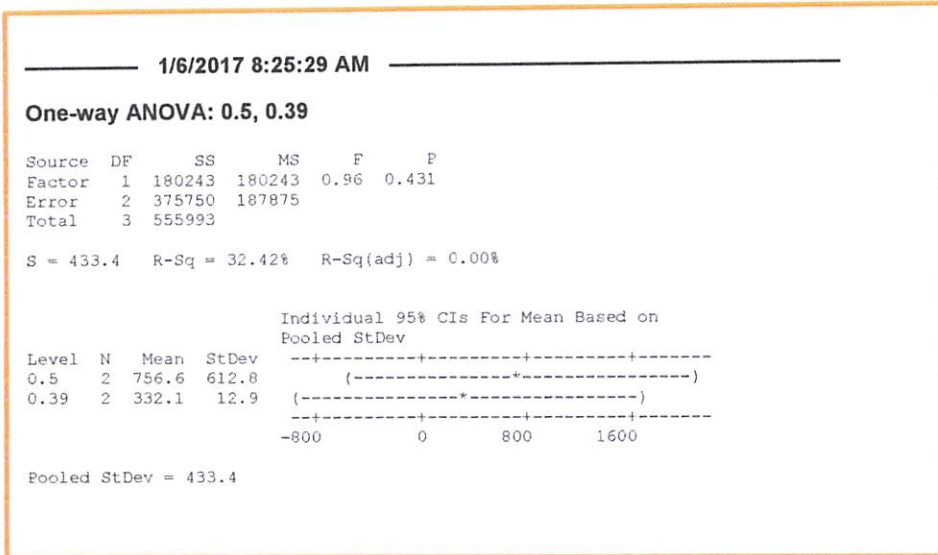 1/6/2017 8:25:29 AM
One-way ANOVA: 0.5, 0.39
Source  DF      SS      MS     F      P
Factor   1  180243  180243  0.96  0.431
Error    2  375750  187875
Total    3  555993
S = 433.4   R-Sq = 32.42%   R-Sq(adj) = 0.00%
Individual 95% CIs For Mean Based on
Pooled StDev
Level  N   Mean  StDev  --+----------+---------+----------+-------
0.5    2  756.6  612.8  (---------------*----------------)
0.39   2  332.1   12.9  (---------------*----------------)
--+----------+---------+----------+-------
-800          0       800      1600
Pooled StDev = 433.4